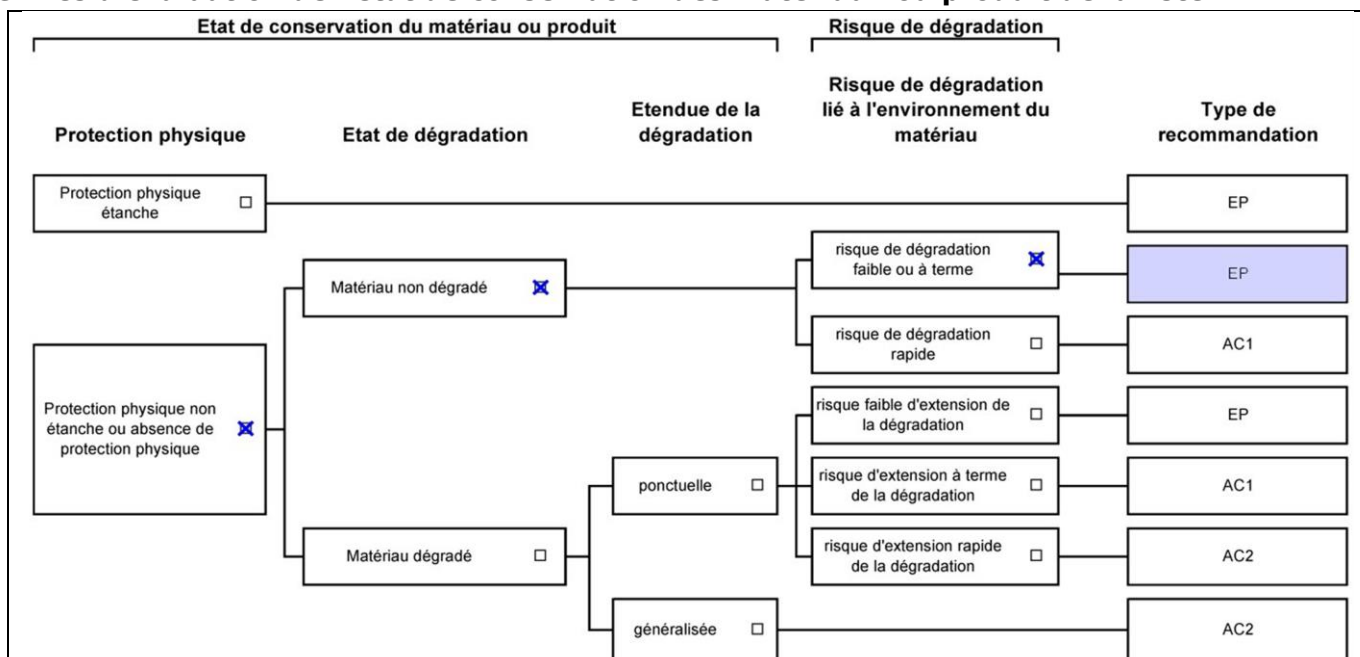 Etat de conservation du matériau ou produit
Risque de dégradation
Protection physique
Etat de dégradation
Etendue de la
dégradation
Risque de dégradation
lié à l'environnement du
matériau
Type de
recommandation
Protection physique
étanche
EP
risque de dégradation
faible ou à terme
EP
Matériau non dégradé
risque de dégradation
rapide
AC1
Protection physique non
étanche ou absence de
protection physique
risque faible d'extension de
la dégradation
EP
ponctuelle
risque d'extension à terme
de la dégradation
AC1
Matériau dégradé
risque d'extension rapide
de la dégradation
AC2
généralisée
AC2